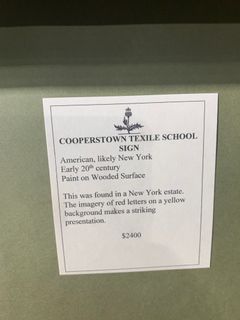 COOPERSTOWN TEXILE SCHOOL
SIGN
American, likely New York
Early 20th century
Paint on Wooded Surface
This was found in a New York estate.
The imagery of red letters on a yellow
background makes a striking
presentation.
$2400